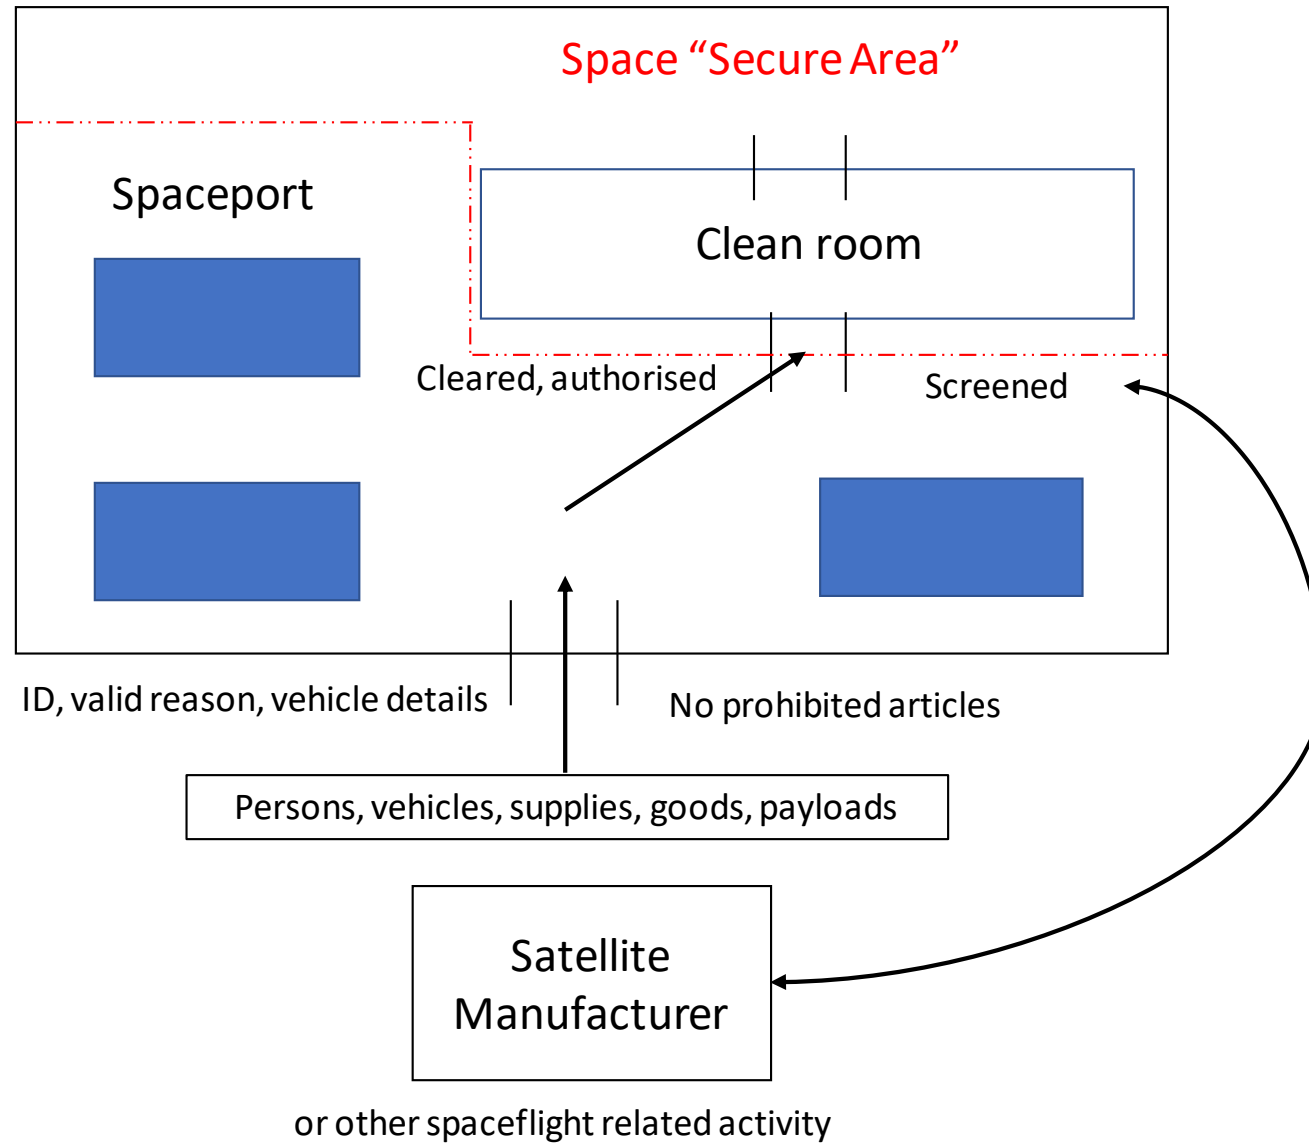 Space “Secure Area”
Spaceport
Clean room
Cleared, authorised
Screened
ID, valid reason, vehicle details
No prohibited articles
Persons, vehicles, supplies, goods, payloads
Satellite
Manufacturer
or other spaceflight related activity